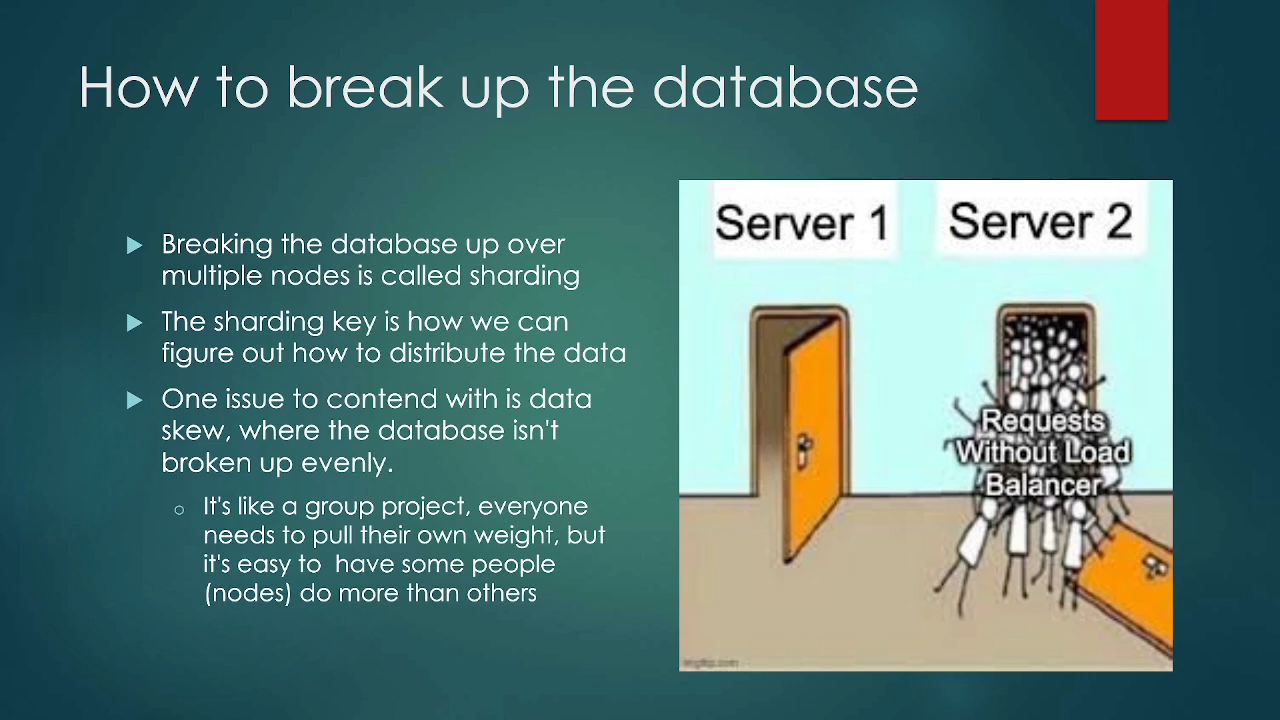 How to break up the database
Breaking the database up over
multiple nodes is called sharding
The sharding key is how we can
figure out how to distribute the data
One issue to contend with is data
skew, where the database isn't
broken up evenly.
It's like a group project, everyone
needs to pull their own weight, but
it's easy to  have some people
(nodes) do more than others
Server 1
Server 2
Requests
Without Load
Balancer
imgflip.com